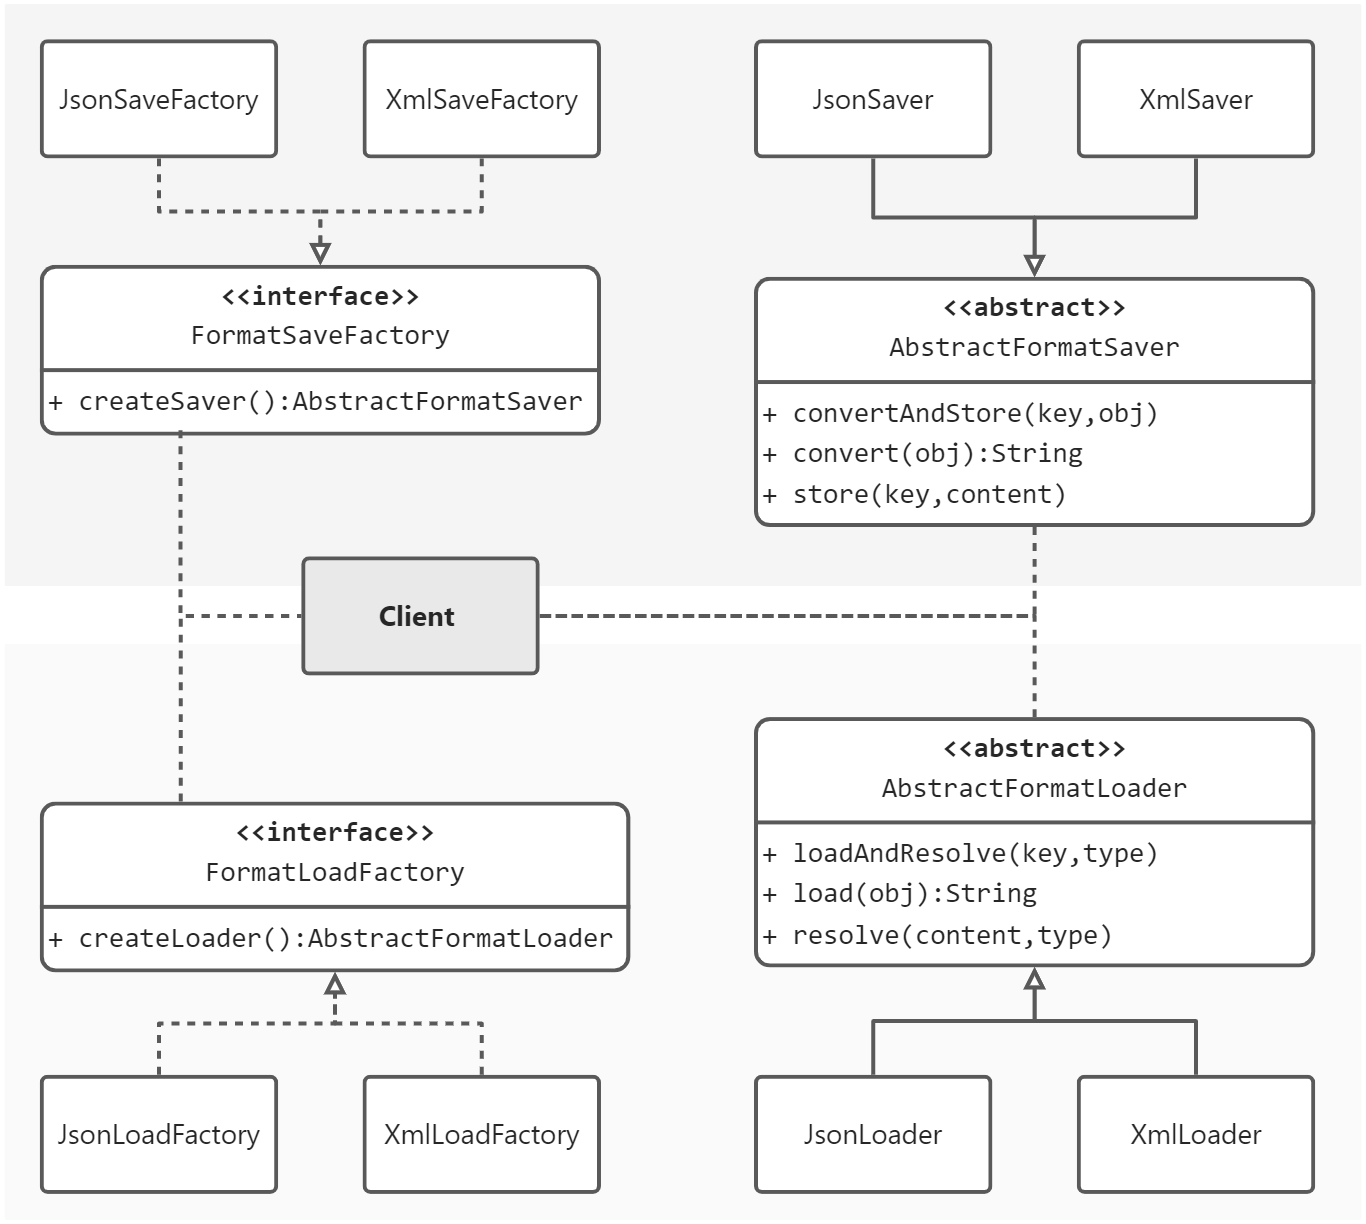 JsonSaveFactory
XmlSaveFactory
JsonSaver
XmlSaver
<<interface>>
FormatSaveFactory
+ createSaver():AbstractFormatSaver
<<abstract>>
AbstractFormatSaver
+ convertAndStore(key,obj)
+ convert(obj):String
+ store(key,content)
Client
<<interface>>
FormatLoadFactory
+ createLoader():AbstractFormatLoader
<<abstract>>
AbstractFormatLoader
+ loadAndResolve(key,type)
+ load(obj):String
+ resolve(content,type)
JsonLoadFactory
XmlLoadFactory
JsonLoader
XmlLoader